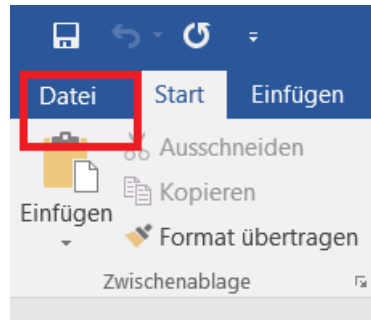 Datei Start Einfügen
Ausschneiden
Kopieren
Einfügen
Format übertragen
Zwischenablage